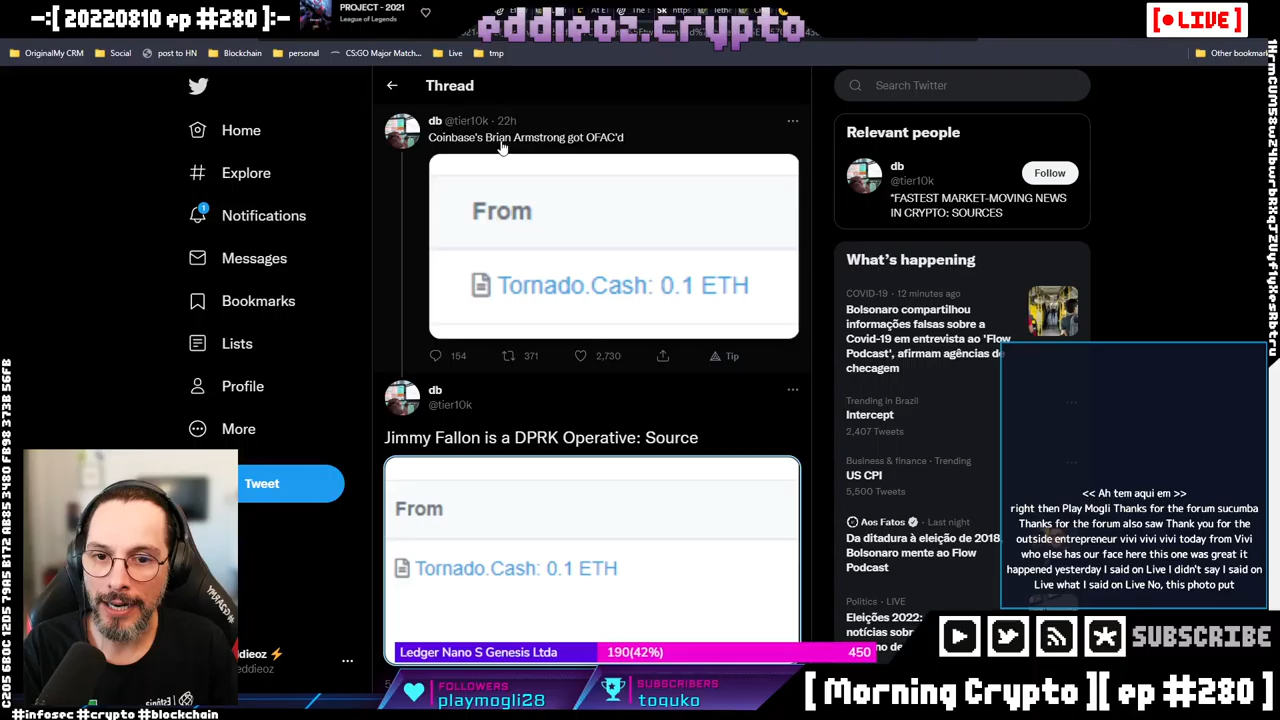 -:[ 20220810 ep #280 ]:-
PROJECT - 2021
League of Legends
eddieoz.crypto
[ LIVE ]
OriginalMy CRM
Social
post to HN
Blockchain
personal
CS:GO Major Match...
Live
tmp
Other bookmar
Home
Explore
1
Notifications
Messages
Bookmarks
Lists
Profile
More
Tweet
Thread
db @tier10k · 22h
Coinbase's Brian Armstrong got OFAC'd
From
Tornado.Cash: 0.1 ETH
154
371
2,730
Tip
db
@tier10k
Jimmy Fallon is a DPRK Operative: Source
From
Tornado.Cash: 0.1 ETH
Search Twitter
Relevant people
db
@tier10k
Follow
*FASTEST MARKET-MOVING NEWS
IN CRYPTO: SOURCES
What's happening
COVID-19 · 12 minutes ago
Bolsonaro compartilhou
informações falsas sobre a
Covid-19 em entrevista ao 'Flow
Podcast', afirmam agências de
checagem
Trending in Brazil
Intercept
2,407 Tweets
Business & finance · Trending
US CPI
5,500 Tweets
Aos Fatos · Last night
Da ditadura à eleição de 2018,
Bolsonaro mente ao Flow
Podcast
Politics · LIVE
Eleições 2022:
<< Ah tem aqui em >>
right then Play Mogli Thanks for the forum sucumba
Thanks for the forum also saw Thank you for the
outside entrepreneur vivi vivi vivi today from Vivi
who else has our face here this one was great it
happened yesterday I said on Live I didn't say I said on
Live what I said on Live No, this photo put
ddieoz
eddieoz
Ledger Nano S Genesis Ltda
190(42%)
450
FOLLOWERS
playmogli28
SUBSCRIBERS
toguko
SUBSCRIBE
[ Morning Crypto ][ ep #280 ]
#infosec #crypto #blockchain